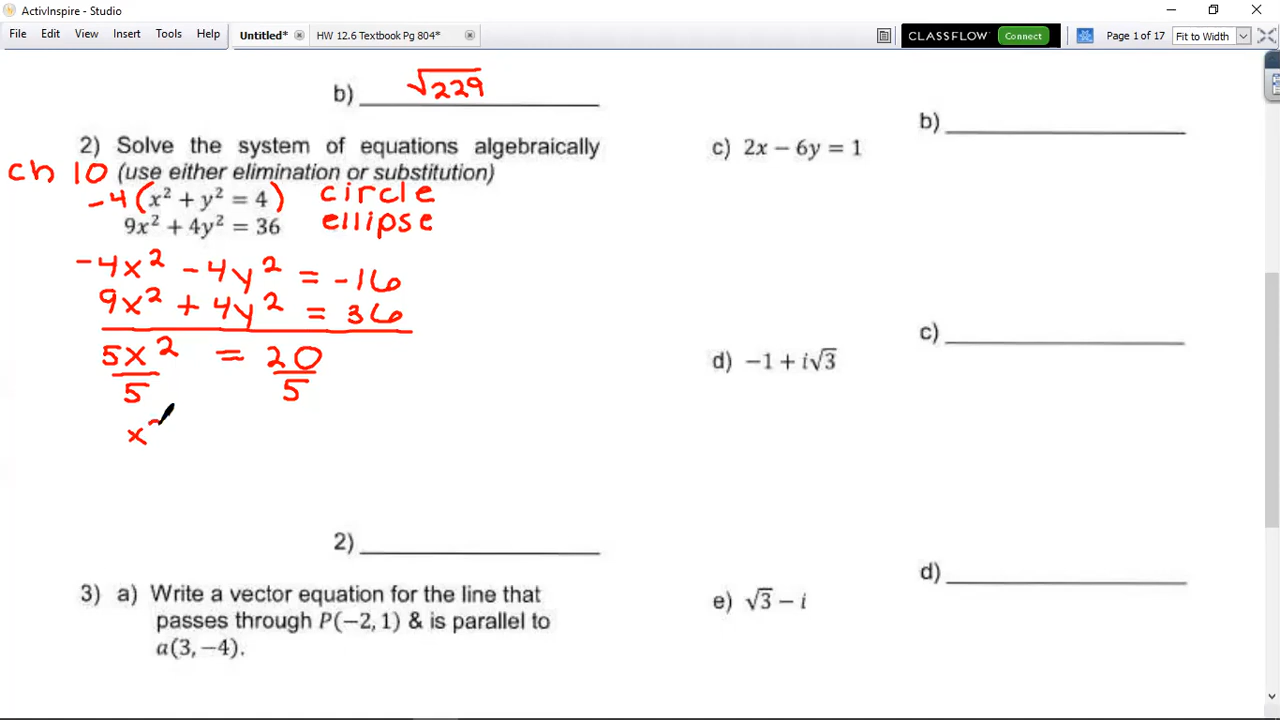 ActivInspire - Studio
File Edit View Insert Tools Help Untitled* HW 12.6 Textbook Pg 804* CLASSFLOW Connect Page 1 of 17 Fit to Width
b) √229
2) Solve the system of equations algebraically
ch 10 (use either elimination or substitution)
-4(x² + y² = 4) circle
9x² + 4y² = 36 ellipse
-4x² - 4y² = -16
9x² + 4y² = 36
5x² = 20
5 5
x
2)
3) a) Write a vector equation for the line that
passes through P(−2, 1) & is parallel to
a(3, −4).
b)
c) 2x − 6y = 1
c)
d) −1 + i√3
d)
e) √3 − i